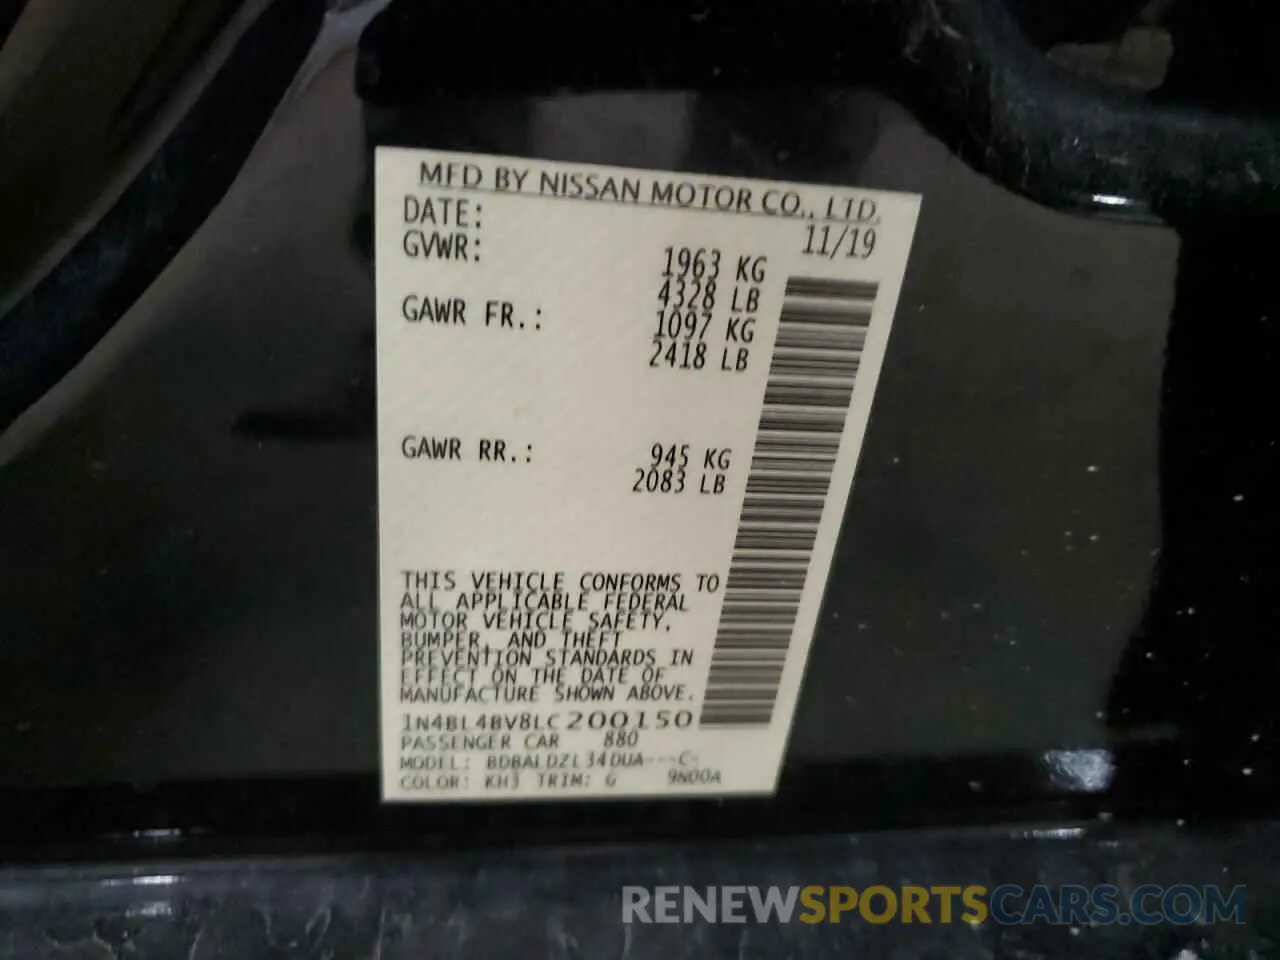 MFD BY NISSAN MOTOR CO., LTD.
DATE: 11/19
GVWR: 1963 KG
4328 LB
GAWR FR.: 1097 KG
2418 LB
GAWR RR.: 945 KG
2083 LB
THIS VEHICLE CONFORMS TO
ALL APPLICABLE FEDERAL
MOTOR VEHICLE SAFETY,
BUMPER, AND THEFT
PREVENTION STANDARDS IN
EFFECT ON THE DATE OF
MANUFACTURE SHOWN ABOVE.
1N4BL4BV8LC200150
PASSENGER CAR 880
MODEL: BDBALDZL34DUA---C-
COLOR: KH3 TRIM: G 9N00A
RENEWSPORTSCARS.COM